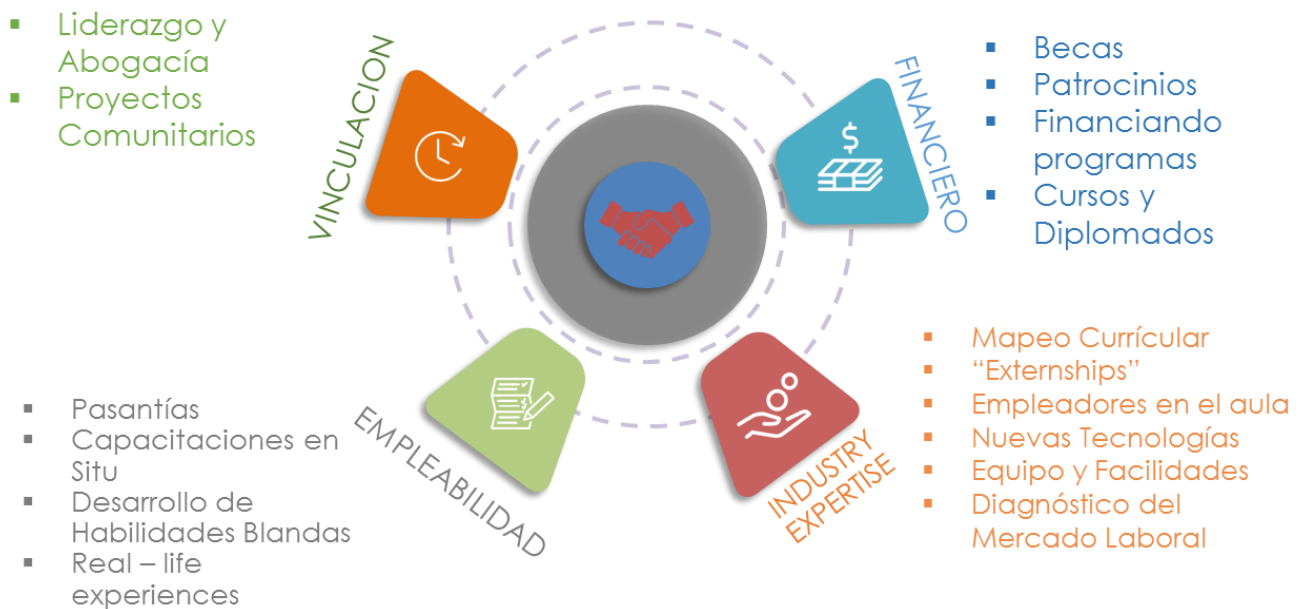 ▪ Liderazgo y
Abogacía
▪ Proyectos
Comunitarios
VINCULACION
FINANCIERO
$
▪ Becas
▪ Patrocinios
▪ Financiando
programas
▪ Cursos y
Diplomados
▪ Pasantías
▪ Capacitaciones en
Situ
▪ Desarrollo de
Habilidades Blandas
▪ Real – life
experiences
EMPLEABILIDAD
INDUSTRY
EXPERTISE
▪ Mapeo Currícular
▪ “Externships”
▪ Empleadores en el aula
▪ Nuevas Tecnologías
▪ Equipo y Facilidades
▪ Diagnóstico del
Mercado Laboral